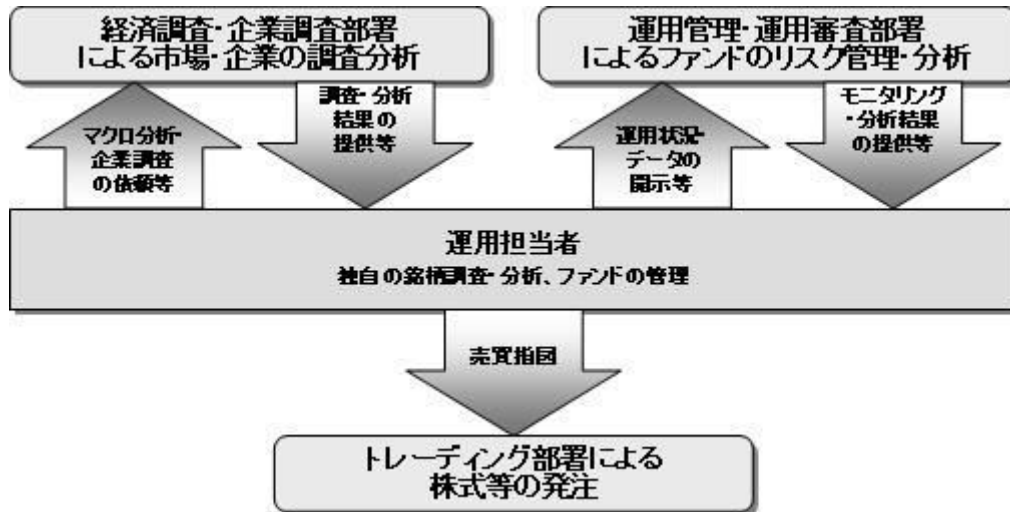 経済調査・企業調査部署
による市場・企業の調査分析
運用管理・運用審査部署
によるファンドのリスク管理・分析
マクロ分析・
企業調査
の依頼等
調査・分析
結果の
提供等
運用状況・
データの
開示等
モニタリング
・分析結果
の提供等
運用担当者
独自の銘柄調査・分析、ファンドの管理
売買指図
トレーディング部署による
株式等の発注